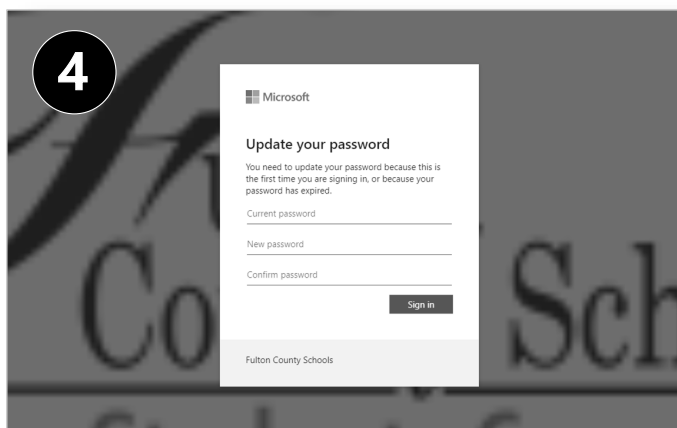 4
Microsoft
Update your password
You need to update your password because this is
the first time you are signing in, or because your
password has expired.
Current password
New password
Confirm password
Sign in
Co Sch
Fulton County Schools